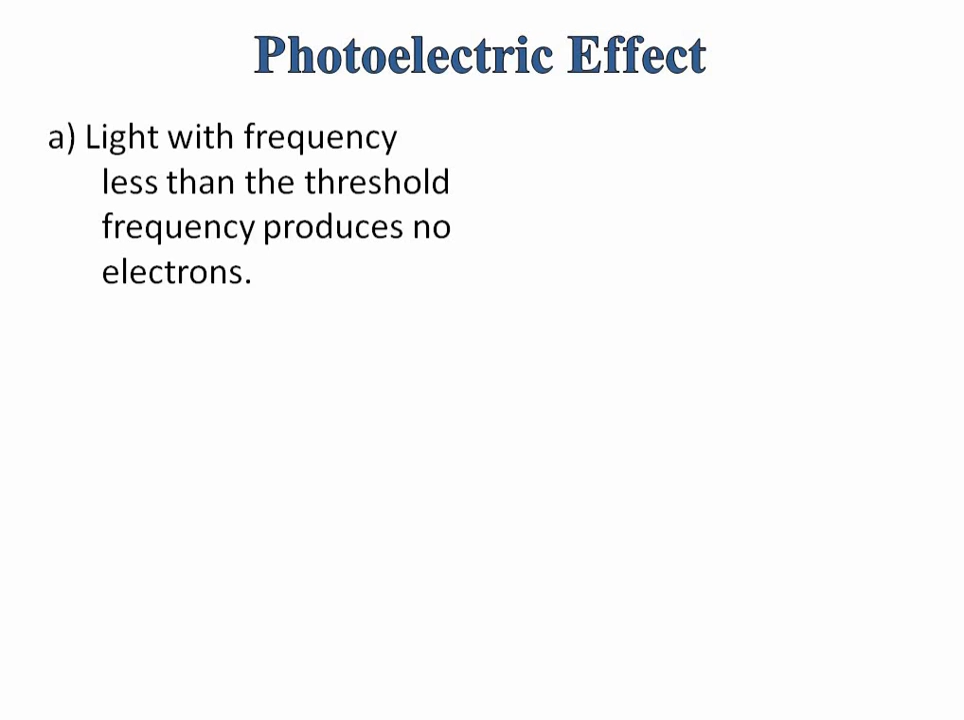 Photoelectric Effect
a) Light with frequency
less than the threshold
frequency produces no
electrons.